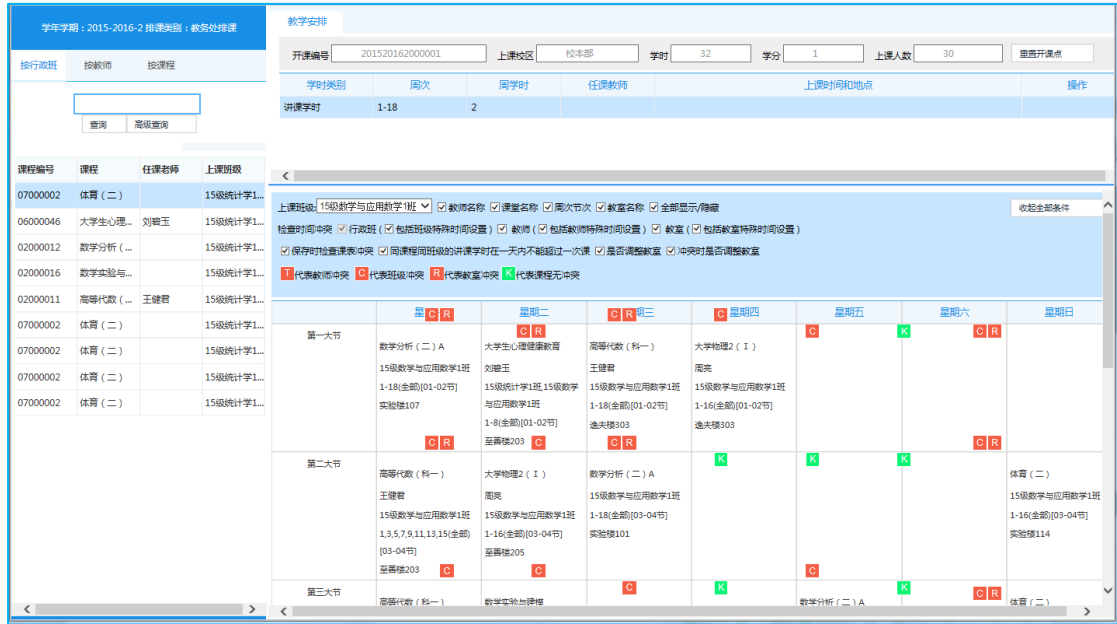 学年学期：2015-2016-2 排课类别：教务处排课
按行政班 按教师 按课程
查询 高级查询
课程编号 课程 任课老师 上课班级
07000002 体育（二） 15级统计学1...
06000046 大学生心理... 刘碧玉 15级统计学1...
02000012 数学分析（... 15级统计学1...
02000016 数学实验与... 15级统计学1...
02000011 高等代数（... 王健君 15级统计学1...
07000002 体育（二） 15级统计学1...
07000002 体育（二） 15级统计学1...
07000002 体育（二） 15级统计学1...
07000002 体育（二） 15级统计学1...
教学安排
开课编号 201520162000001 上课校区 校本部 学时 32 学分 1 上课人数 30 重置开课点
学时类别 周次 周学时 任课教师 上课时间和地点 操作
讲课学时 1-18 2
上课班级: 15级数学与应用数学1班 教师名称 课堂名称 周次节次 教室名称 全部显示/隐藏 收起全部条件
检查时间冲突 行政班（ 包括班级特殊时间设置） 教师（ 包括教师特殊时间设置） 教室（ 包括教室特殊时间设置）
保存时检查课表冲突 同课程同班级的讲课学时在一天内不能超过一次课 是否调整教室 冲突时是否调整教室
T 代表教师冲突 C 代表班级冲突 R 代表教室冲突 K 代表课程无冲突
星 C R 星期二 C R 期三 C 星期四 星期五 星期六 星期日
第一大节 C R C K C R
数学分析（二）A
15级数学与应用数学1班
1-18(全部)[01-02节]
实验楼107
C R
大学生心理健康教育
刘碧玉
15级统计学1班,15级数学
与应用数学1班
1-8(全部)[01-02节]
至善楼203 C
高等代数（科一）
王健君
15级数学与应用数学1班
1-18(全部)[01-02节]
逸夫楼303
C R
大学物理2（Ⅰ）
周亮
15级数学与应用数学1班
1-16(全部)[01-02节]
逸夫楼303
C R
第二大节 K K K
高等代数（科一）
王健君
15级数学与应用数学1班
1,3,5,7,9,11,13,15(全部)
[03-04节]
至善楼203 C
大学物理2（Ⅰ）
周亮
15级数学与应用数学1班
1-16(全部)[03-04节]
至善楼205
C
数学分析（二）A
15级数学与应用数学1班
1-18(全部)[03-04节]
实验楼101
C
体育（二）
15级数学与应用数学1班
1-16(全部)[03-04节]
实验楼114
第三大节 C K K C R
高等代数（科一） 数学实验与建模 数学分析（二）A 体育（二）